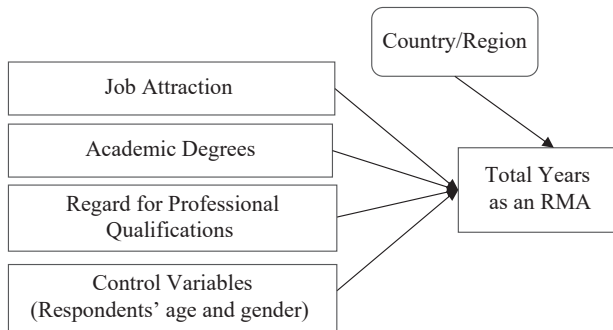 Country/Region
Job Attraction
Academic Degrees
Regard for Professional
Qualifications
Control Variables
(Respondents’ age and gender)
Total Years
as an RMA